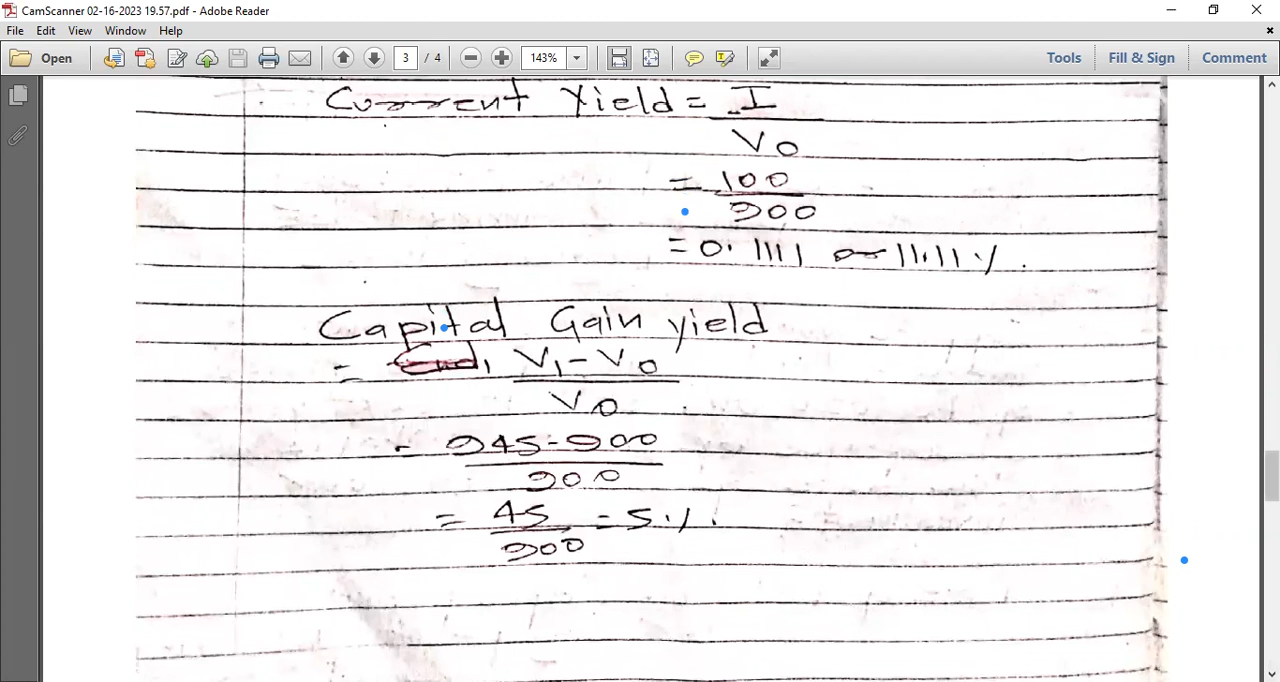 CamScanner 02-16-2023 19.57.pdf - Adobe Reader
File Edit View Window Help
Open 3 / 4 143% Tools Fill & Sign Comment
Current Yield = I
V0
= 100
900
= 0.1111 or 11.11 %.
Capital Gain yield
= V1 - V0
V0
= 945 - 900
900
= 45 = 5 %.
900